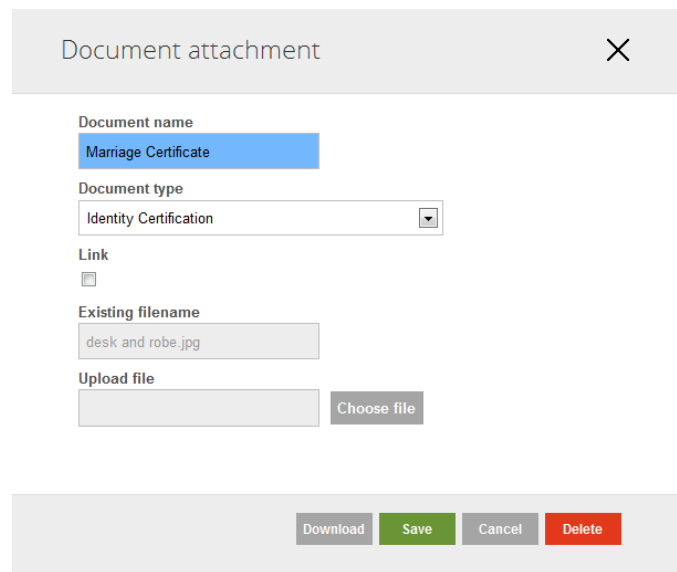 Document attachment
Document name
Marriage Certificate
Document type
Identity Certification
Link
Existing filename
desk and robe.jpg
Upload file
Choose file
Download Save Cancel Delete